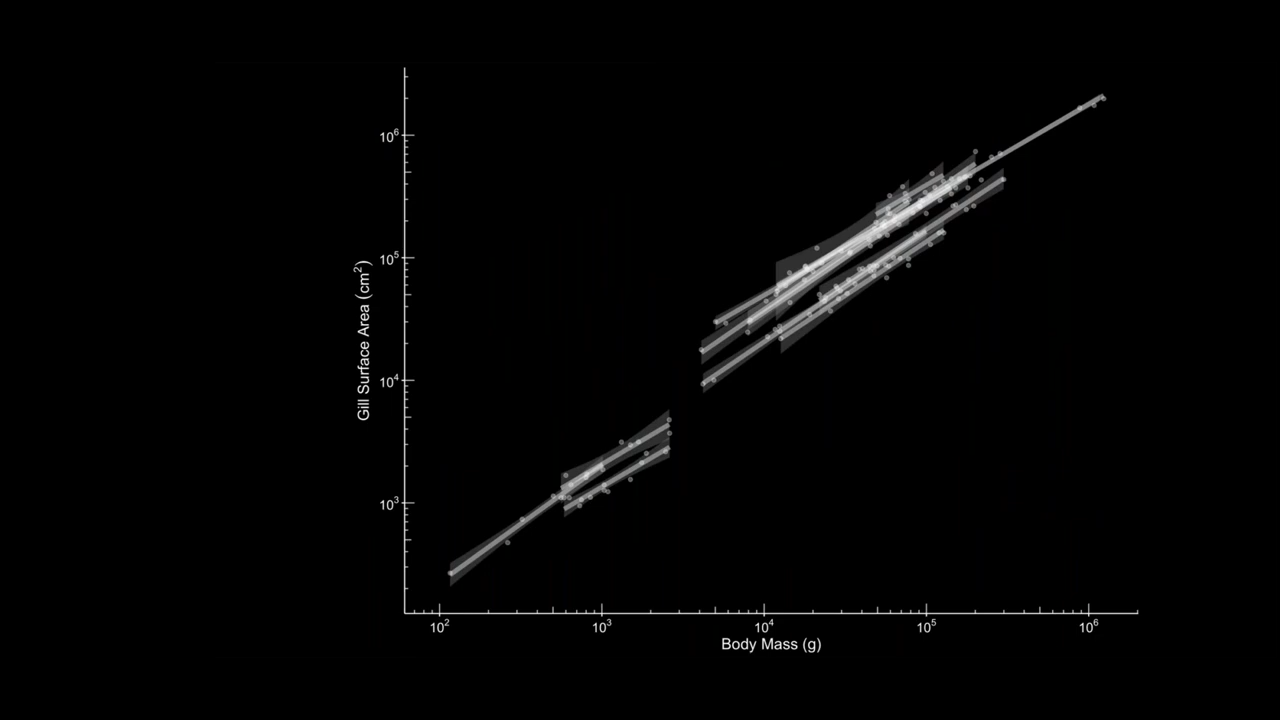 10⁶
10⁵
10⁴
10³
Gill Surface Area (cm²)
10² 10³ 10⁴ 10⁵ 10⁶
Body Mass (g)